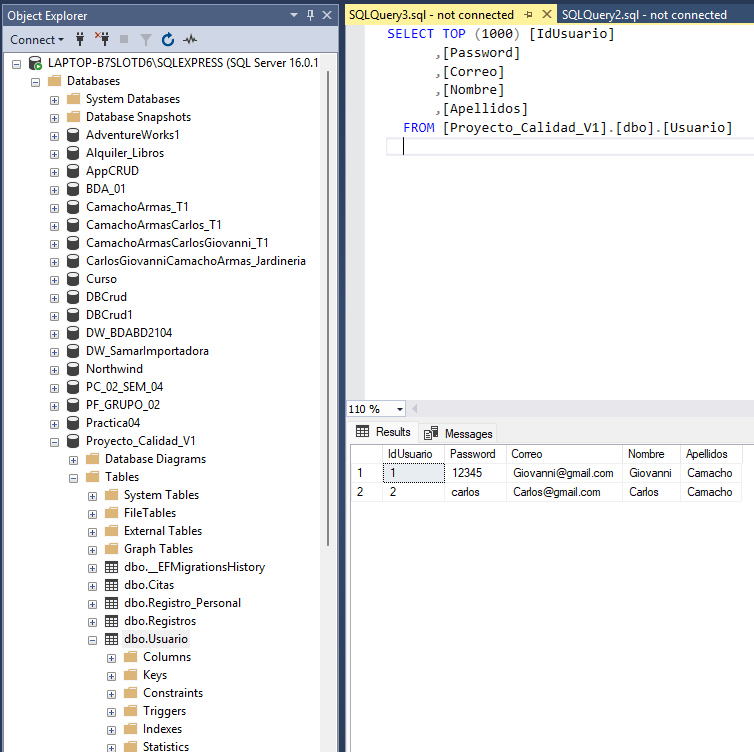 Object Explorer
Connect
LAPTOP-B7SLOTD6\SQLEXPRESS (SQL Server 16.0.1
Databases
System Databases
Database Snapshots
AdventureWorks1
Alquiler_Libros
AppCRUD
BDA_01
CamachoArmas_T1
CamachoArmasCarlos_T1
CamachoArmasCarlosGiovanni_T1
CarlosGiovanniCamachoArmas_Jardineria
Curso
DBCrud
DBCrud1
DW_BDABD2104
DW_SamarImportadora
Northwind
PC_02_SEM_04
PF_GRUPO_02
Practica04
Proyecto_Calidad_V1
Database Diagrams
Tables
System Tables
FileTables
External Tables
Graph Tables
dbo.__EFMigrationsHistory
dbo.Citas
dbo.Registro_Personal
dbo.Registros
dbo.Usuario
Columns
Keys
Constraints
Triggers
Indexes
Statistics
SQLQuery3.sql - not connected SQLQuery2.sql - not connected
SELECT TOP (1000) [IdUsuario]
,[Password]
,[Correo]
,[Nombre]
,[Apellidos]
FROM [Proyecto_Calidad_V1].[dbo].[Usuario]
110 %
Results Messages
IdUsuario Password Correo Nombre Apellidos
1 1 12345 Giovanni@gmail.com Giovanni Camacho
2 2 carlos Carlos@gmail.com Carlos Camacho